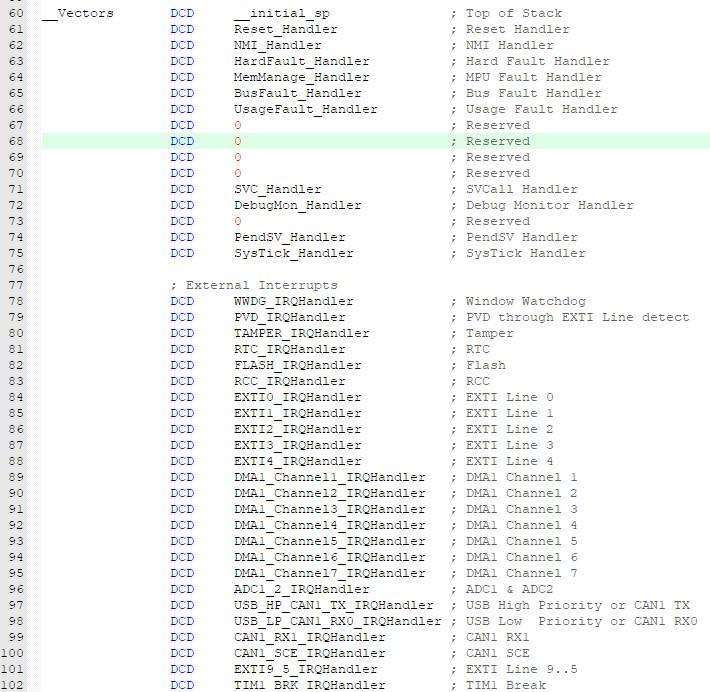 60 __Vectors DCD __initial_sp ; Top of Stack
61 DCD Reset_Handler ; Reset Handler
62 DCD NMI_Handler ; NMI Handler
63 DCD HardFault_Handler ; Hard Fault Handler
64 DCD MemManage_Handler ; MPU Fault Handler
65 DCD BusFault_Handler ; Bus Fault Handler
66 DCD UsageFault_Handler ; Usage Fault Handler
67 DCD 0 ; Reserved
68 DCD 0 ; Reserved
69 DCD 0 ; Reserved
70 DCD 0 ; Reserved
71 DCD SVC_Handler ; SVCall Handler
72 DCD DebugMon_Handler ; Debug Monitor Handler
73 DCD 0 ; Reserved
74 DCD PendSV_Handler ; PendSV Handler
75 DCD SysTick_Handler ; SysTick Handler
76
77 ; External Interrupts
78 DCD WWDG_IRQHandler ; Window Watchdog
79 DCD PVD_IRQHandler ; PVD through EXTI Line detect
80 DCD TAMPER_IRQHandler ; Tamper
81 DCD RTC_IRQHandler ; RTC
82 DCD FLASH_IRQHandler ; Flash
83 DCD RCC_IRQHandler ; RCC
84 DCD EXTI0_IRQHandler ; EXTI Line 0
85 DCD EXTI1_IRQHandler ; EXTI Line 1
86 DCD EXTI2_IRQHandler ; EXTI Line 2
87 DCD EXTI3_IRQHandler ; EXTI Line 3
88 DCD EXTI4_IRQHandler ; EXTI Line 4
89 DCD DMA1_Channel1_IRQHandler ; DMA1 Channel 1
90 DCD DMA1_Channel2_IRQHandler ; DMA1 Channel 2
91 DCD DMA1_Channel3_IRQHandler ; DMA1 Channel 3
92 DCD DMA1_Channel4_IRQHandler ; DMA1 Channel 4
93 DCD DMA1_Channel5_IRQHandler ; DMA1 Channel 5
94 DCD DMA1_Channel6_IRQHandler ; DMA1 Channel 6
95 DCD DMA1_Channel7_IRQHandler ; DMA1 Channel 7
96 DCD ADC1_2_IRQHandler ; ADC1 & ADC2
97 DCD USB_HP_CAN1_TX_IRQHandler ; USB High Priority or CAN1 TX
98 DCD USB_LP_CAN1_RX0_IRQHandler ; USB Low  Priority or CAN1 RX0
99 DCD CAN1_RX1_IRQHandler ; CAN1 RX1
100 DCD CAN1_SCE_IRQHandler ; CAN1 SCE
101 DCD EXTI9_5_IRQHandler ; EXTI Line 9..5
102 DCD TIM1_BRK_IRQHandler ; TIM1 Break